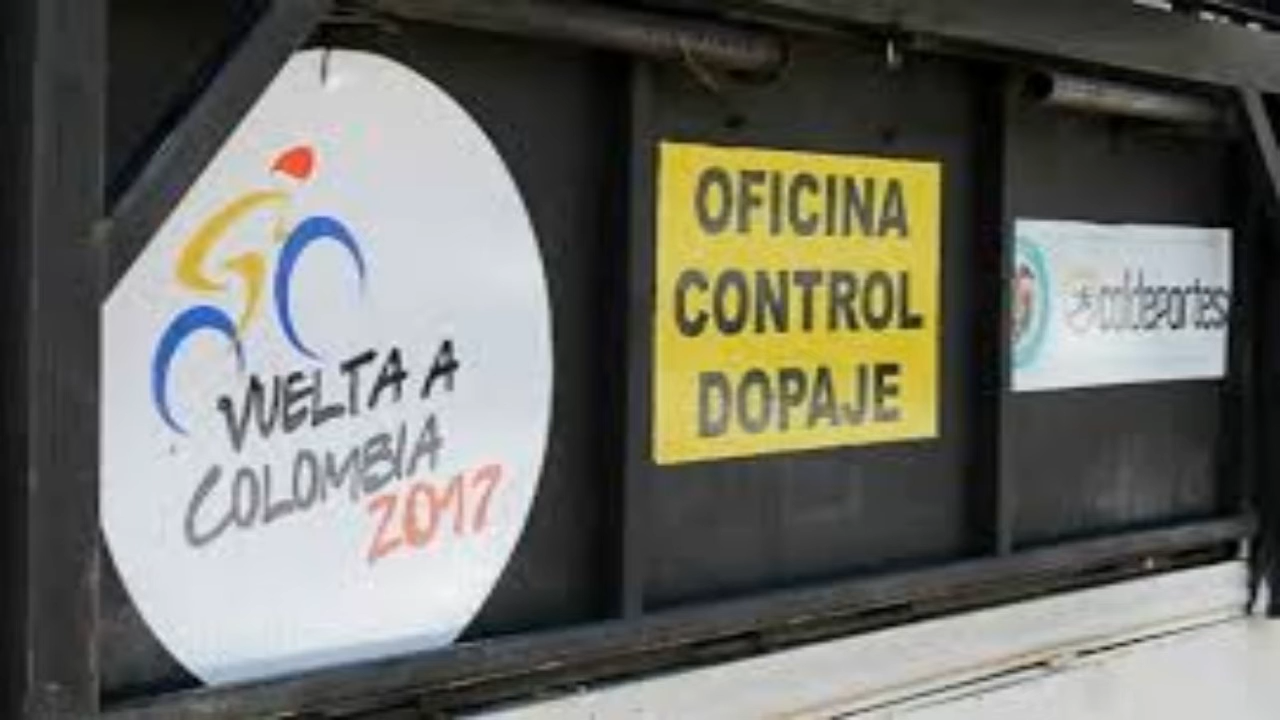 VUELTA A
COLOMBIA
2017
OFICINA
CONTROL
DOPAJE
coldeportes